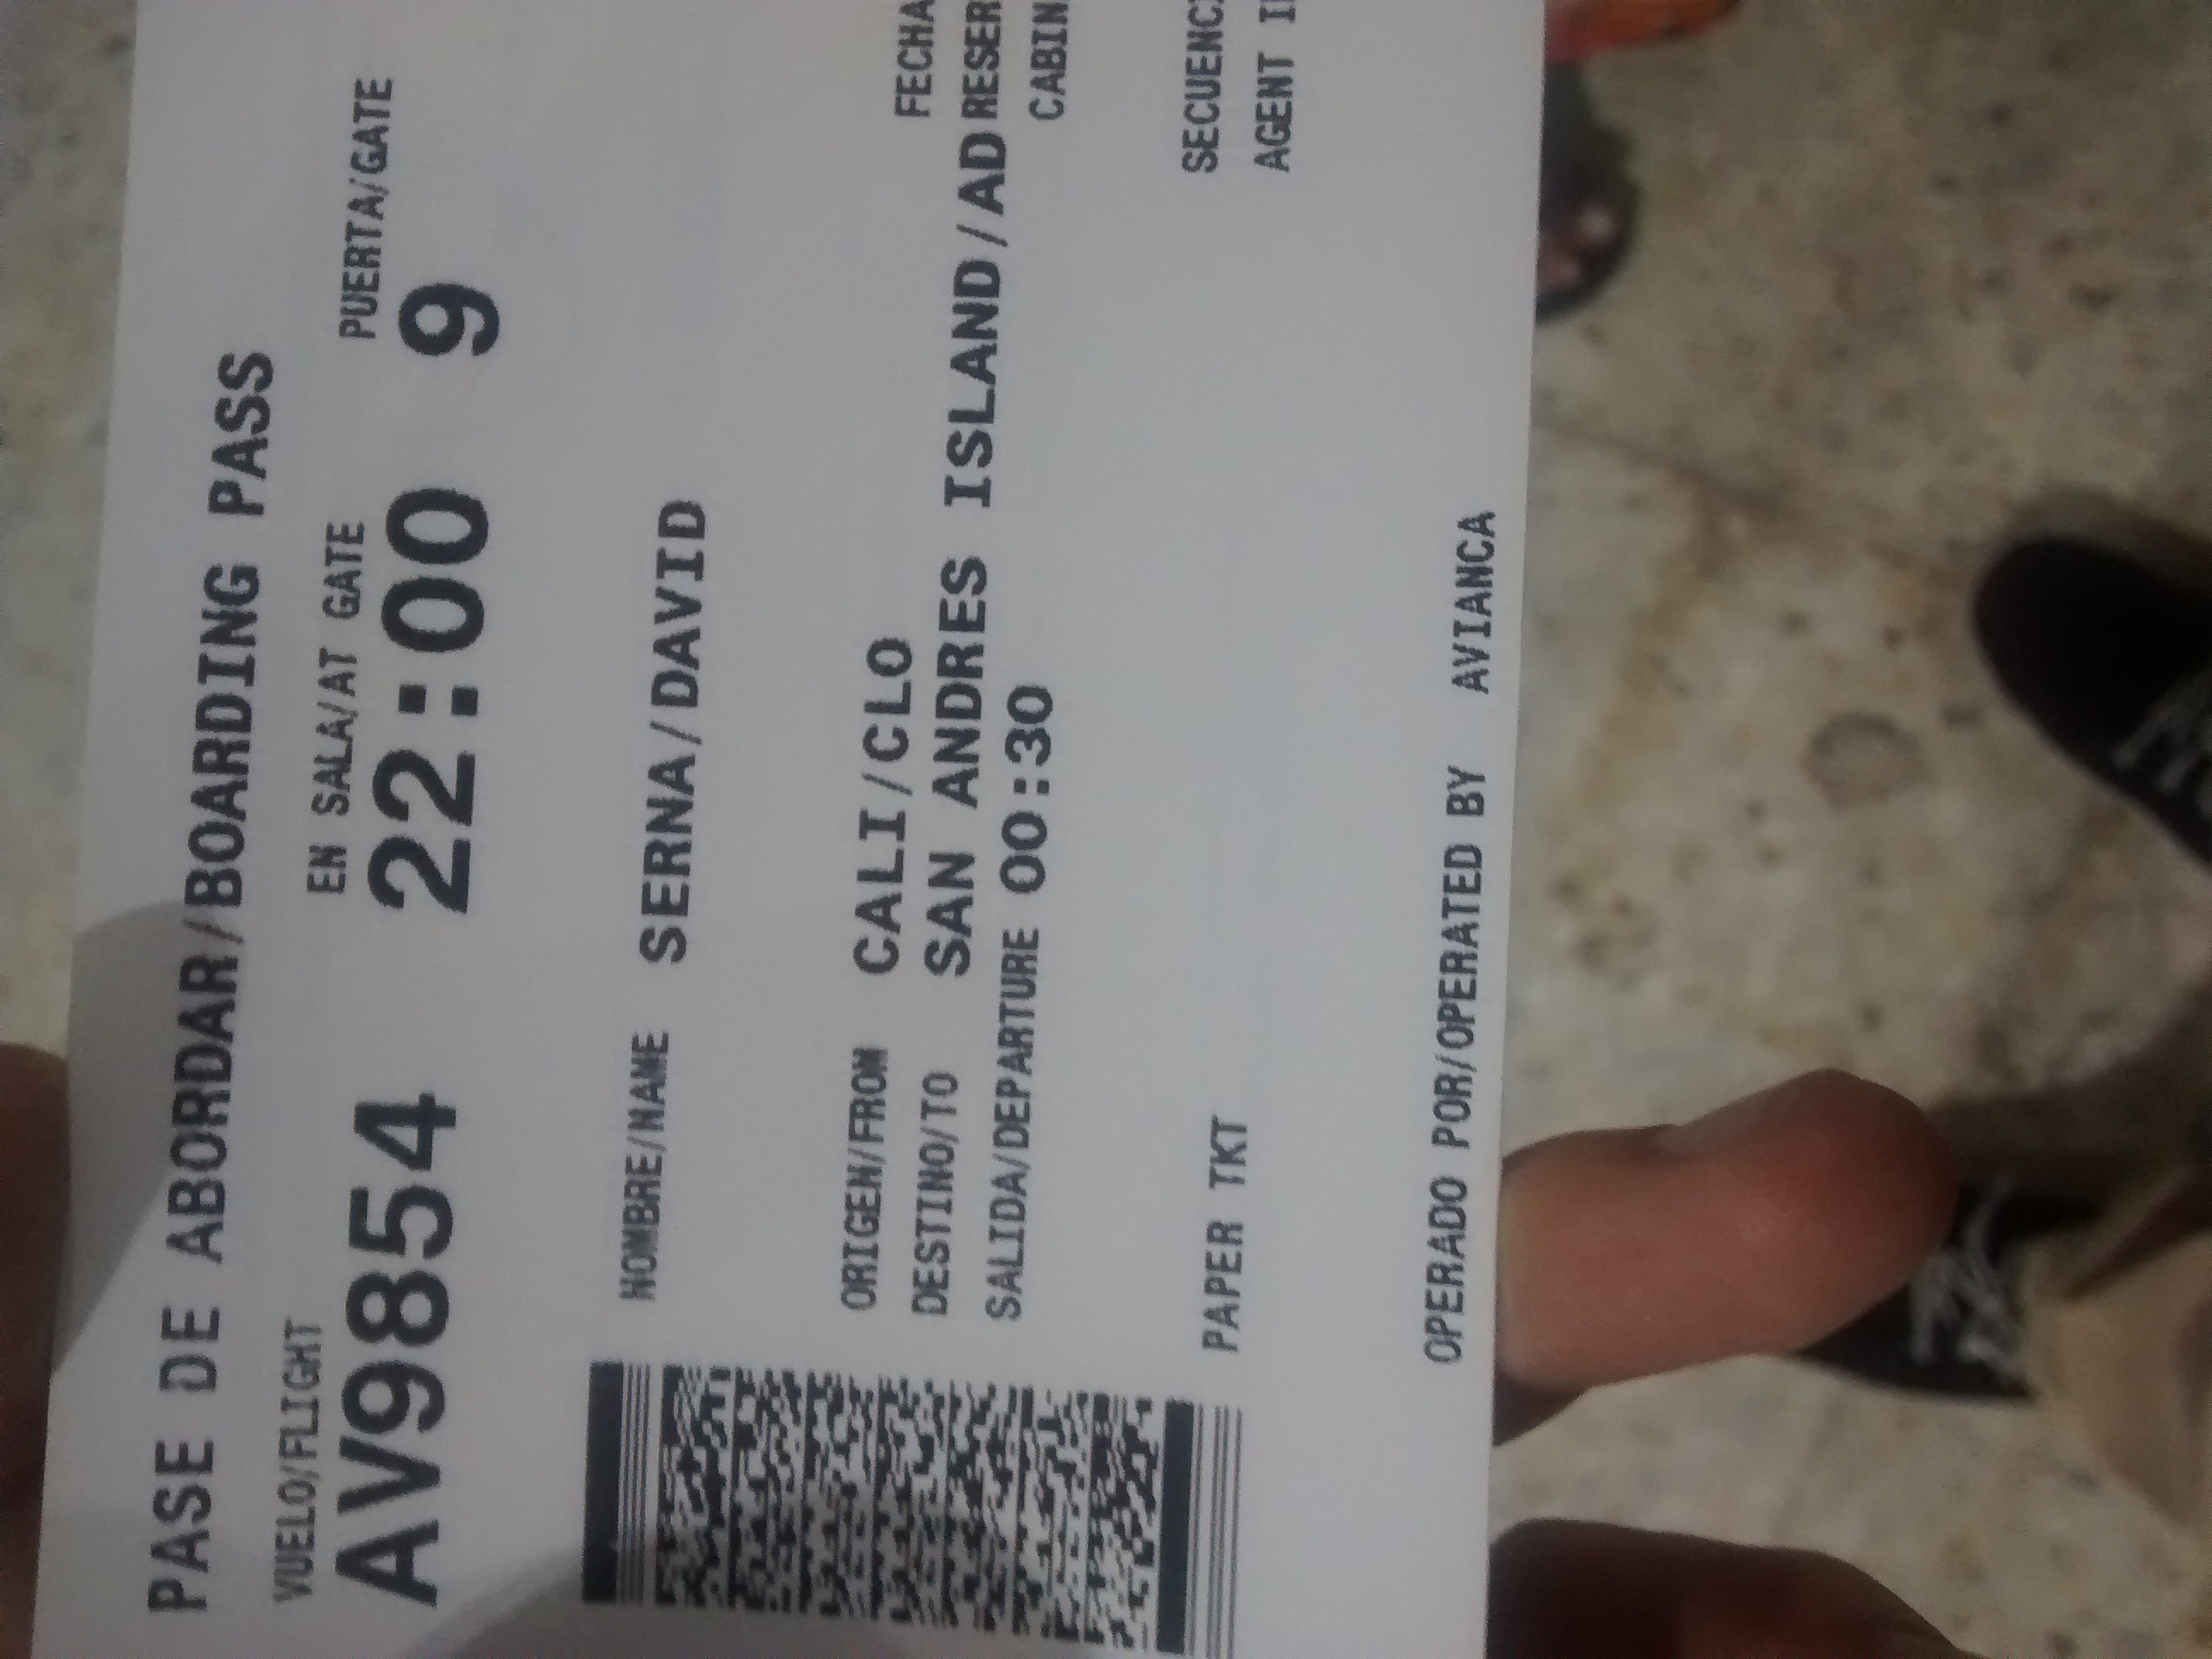 PASE DE ABORDAR/BOARDING PASS
VUELO/FLIGHT EN SALA/AT GATE PUERTA/GATE
AV9854 22:00 9
NOMBRE/NAME SERNA/DAVID
ORIGEN/FROM CALI/CLO FECHA
DESTINO/TO SAN ANDRES ISLAND/AD RESER
SALIDA/DEPARTURE 00:30 CABIN
PAPER TKT SECUENC
AGENT I
OPERADO POR/OPERATED BY AVIANCA